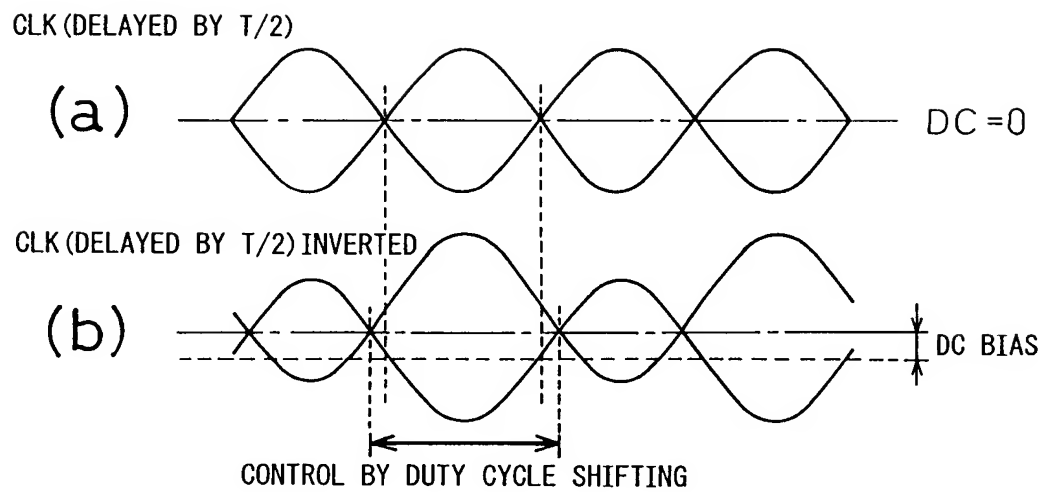 CLK(DELAYED BY T/2)
(a)
DC=0
CLK(DELAYED BY T/2)INVERTED
(b)
DC BIAS
CONTROL BY DUTY CYCLE SHIFTING